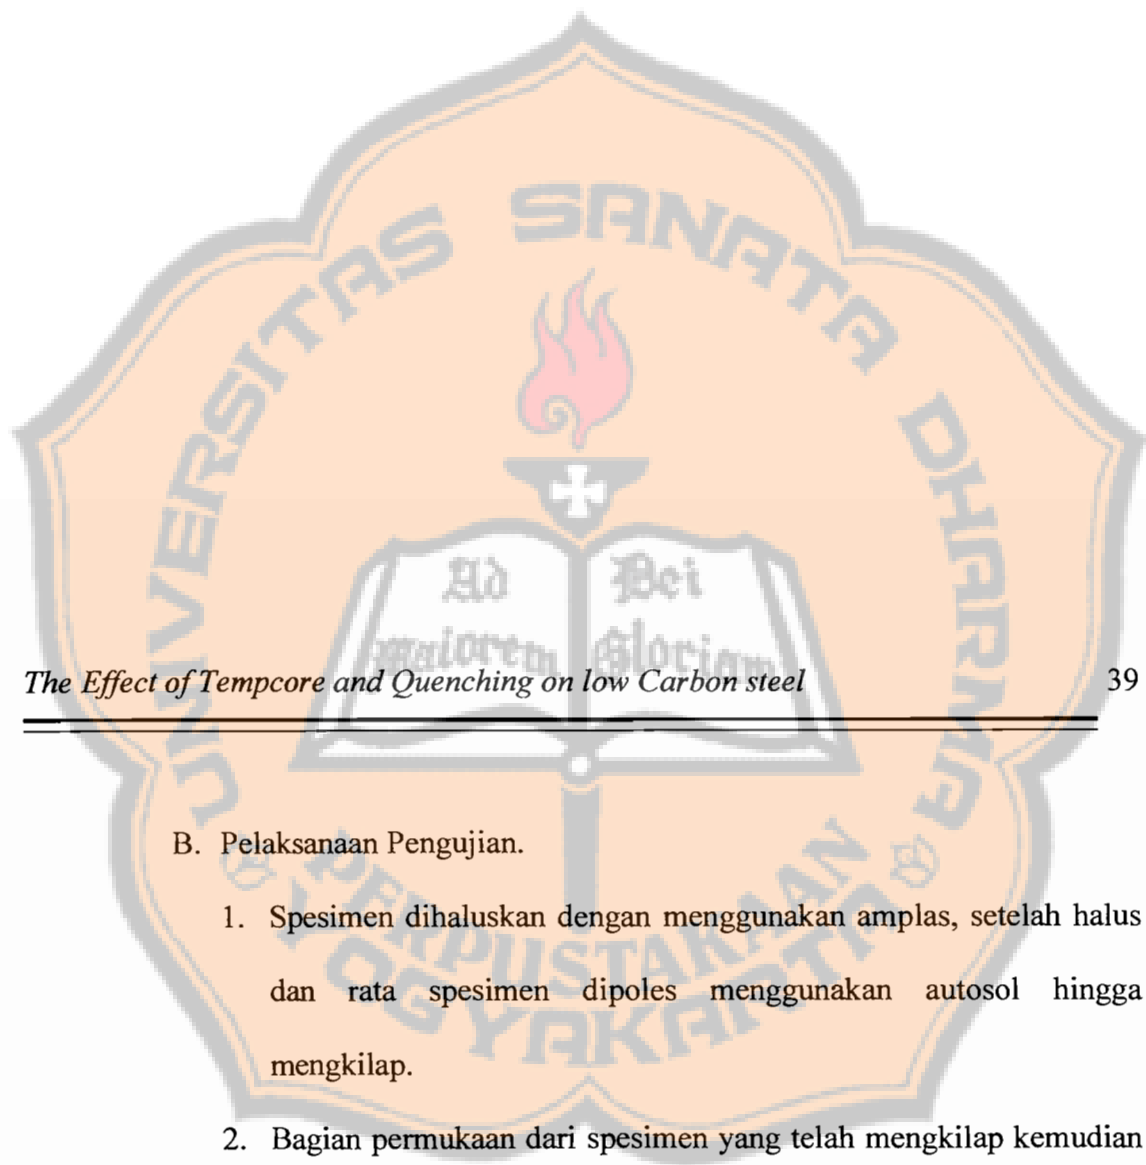 UNIVERSITAS SANATA DHARMA
Ad Dei
maiorem Gloriam
The Effect of Tempcore and Quenching on low Carbon steel 39
B. Pelaksanaan Pengujian.
PERPUSTAKAAN
YOGYAKARTA
1. Spesimen dihaluskan dengan menggunakan amplas, setelah halus
dan rata spesimen dipoles menggunakan autosol hingga
mengkilap.
2. Bagian permukaan dari spesimen yang telah mengkilap kemudian